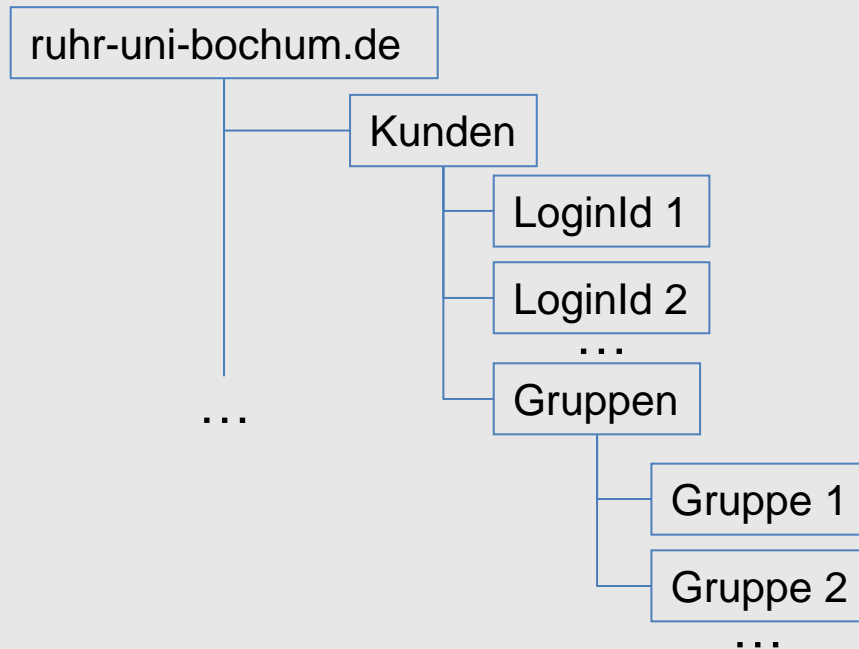 ruhr-uni-bochum.de
Kunden
LoginId 1
LoginId 2
…
Gruppen
…
Gruppe 1
Gruppe 2
…